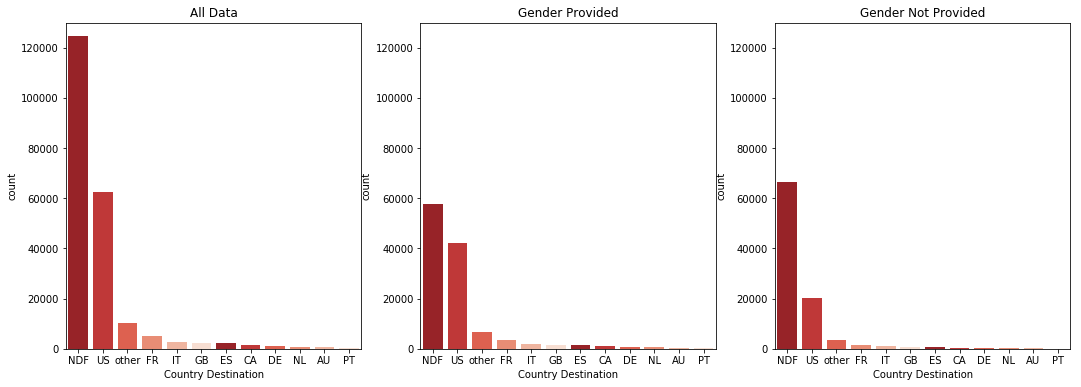 All Data
120000
100000
80000
60000
40000
20000
0
count
NDF US other FR IT GB ES CA DE NL AU PT
Country Destination
Gender Provided
120000
100000
80000
60000
40000
20000
0
count
NDF US other FR IT GB ES CA DE NL AU PT
Country Destination
Gender Not Provided
120000
100000
80000
60000
40000
20000
0
count
NDF US other FR IT GB ES CA DE NL AU PT
Country Destination